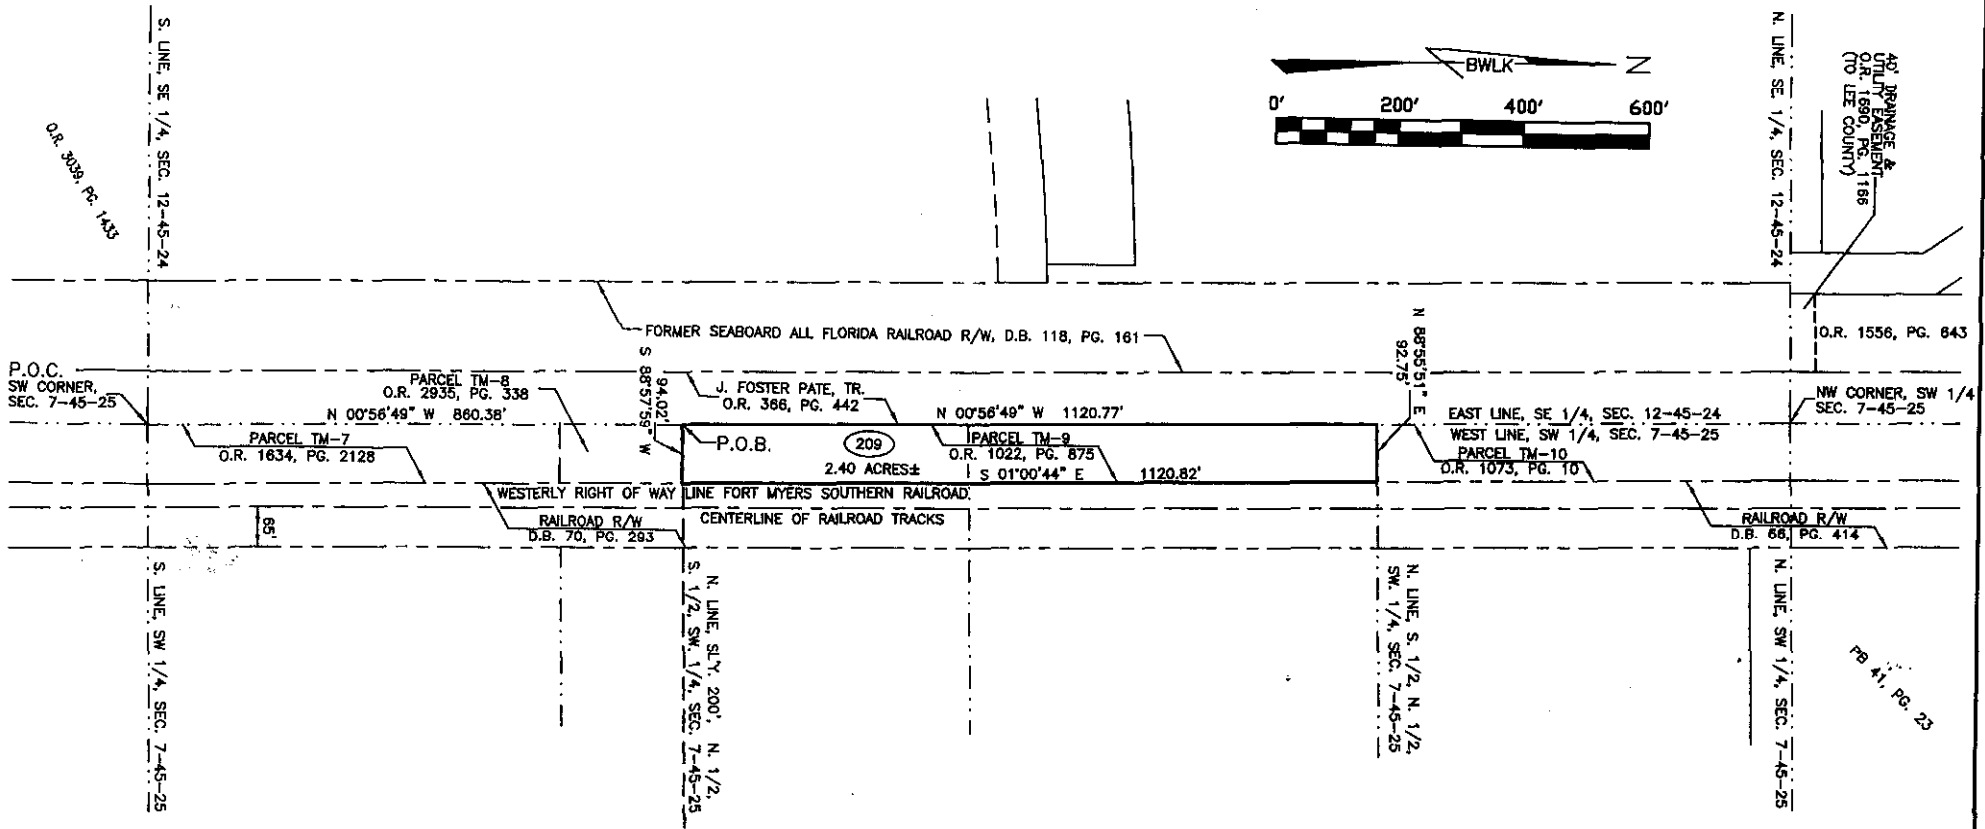 S. LINE, SE 1/4, SEC. 12-45-24
O.R. 3039, PG. 1433
BWLK
N
0'
200'
400'
600'
N. LINE, SE. 1/4, SEC. 12-45-24
40' DRAINAGE &
UTILITY EASEMENT
O.R. 1690, PG. 1166
(TO LEE COUNTY)
FORMER SEABOARD ALL FLORIDA RAILROAD R/W, D.B. 118, PG. 161
O.R. 1556, PG. 643
P.O.C.
SW CORNER,
SEC. 7-45-25
PARCEL TM-8
O.R. 2935, PG. 338
N 00°56'49" W 860.38'
S 88°57'59" W
94.02'
J. FOSTER PATE, TR.
O.R. 366, PG. 442
N 00°56'49" W 1120.77'
N 88°55'51" E
92.75'
EAST LINE, SE 1/4, SEC. 12-45-24
WEST LINE, SW 1/4, SEC. 7-45-25
NW CORNER, SW 1/4
SEC. 7-45-25
PARCEL TM-7
O.R. 1634, PG. 2128
P.O.B.
209
2.40 ACRES±
PARCEL TM-9
O.R. 1022, PG. 875
S 01°00'44" E 1120.82'
PARCEL TM-10
O.R. 1073, PG. 10
WESTERLY RIGHT OF WAY LINE FORT MYERS SOUTHERN RAILROAD
CENTERLINE OF RAILROAD TRACKS
65'
RAILROAD R/W
D.B. 70, PG. 293
RAILROAD R/W
D.B. 66, PG. 414
S. LINE, SW 1/4, SEC. 7-45-25
N. LINE, SL'Y. 200', N. 1/2,
S. 1/2, SW. 1/4, SEC. 7-45-25
N. LINE, S. 1/2, N. 1/2,
SW. 1/4, SEC. 7-45-25
N. LINE, SW 1/4, SEC. 7-45-25
PB 41, PG. 23